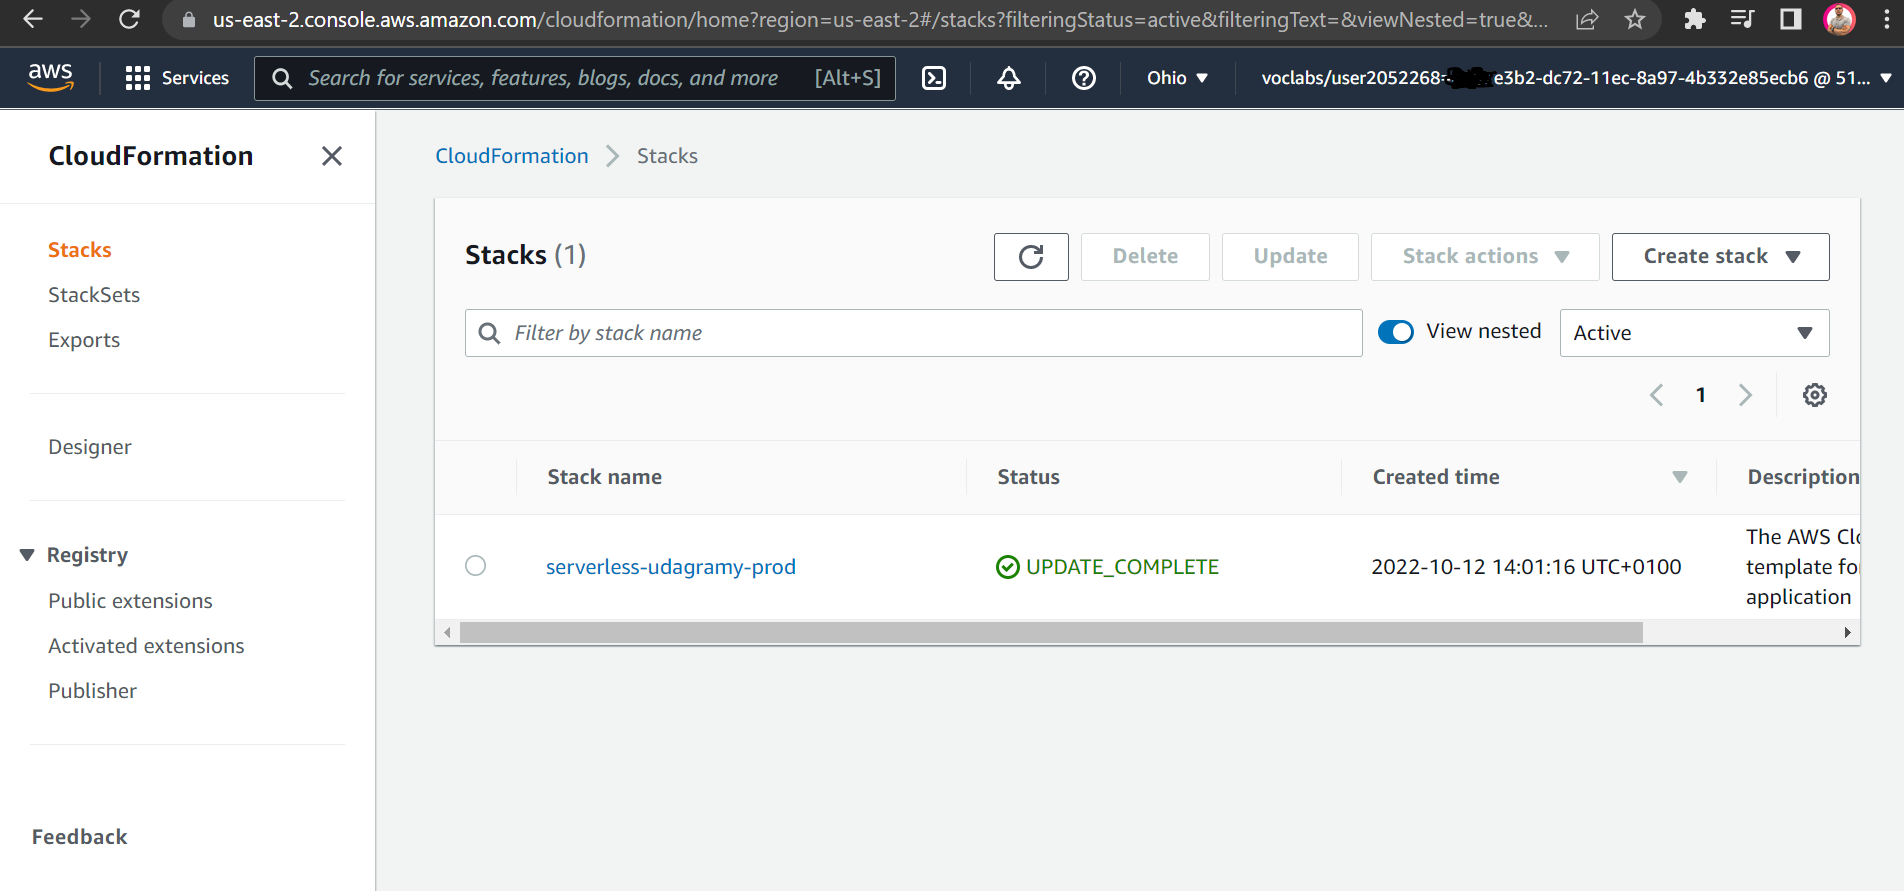 us-east-2.console.aws.amazon.com/cloudformation/home?region=us-east-2#/stacks?filteringStatus=active&filteringText=&viewNested=true&...
aws Services Search for services, features, blogs, docs, and more [Alt+S] Ohio voclabs/user2052268- e3b2-dc72-11ec-8a97-4b332e85ecb6 @ 51...
CloudFormation
Stacks
StackSets
Exports
Designer
Registry
Public extensions
Activated extensions
Publisher
Feedback
CloudFormation Stacks
Stacks (1) Delete Update Stack actions Create stack
Filter by stack name View nested Active
1
Stack name Status Created time Description
serverless-udagramy-prod UPDATE_COMPLETE 2022-10-12 14:01:16 UTC+0100
The AWS Clo
template fo
application